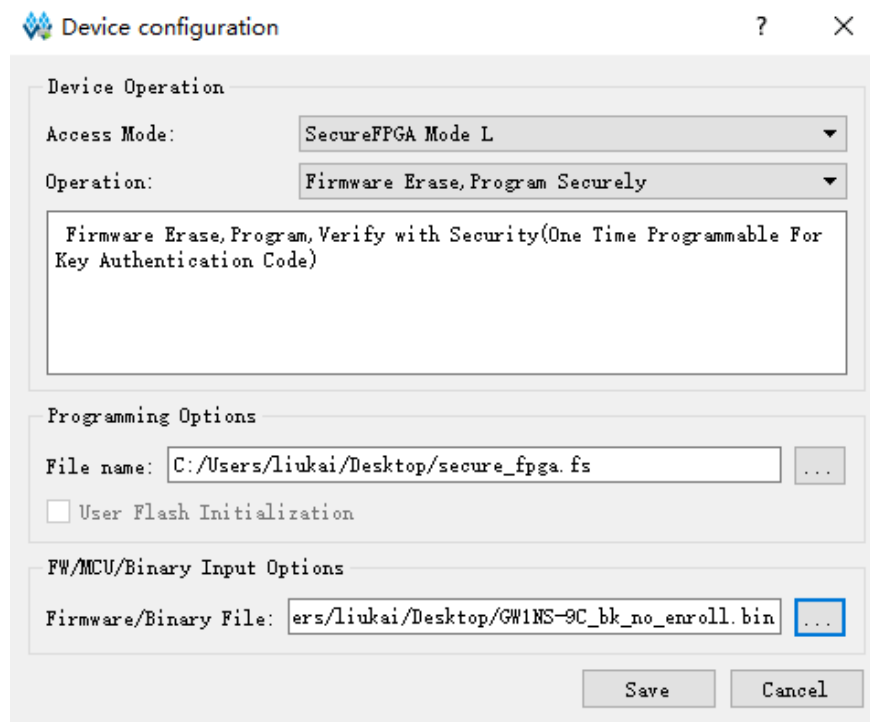 Device configuration
?
Device Operation
Access Mode:
SecureFPGA Mode L
Operation:
Firmware Erase,Program Securely
Firmware Erase,Program,Verify with Security(One Time Programmable For
Key Authentication Code)
Programming Options
File name:
C:/Users/liukai/Desktop/secure_fpga.fs
...
User Flash Initialization
FW/MCU/Binary Input Options
Firmware/Binary File:
ers/liukai/Desktop/GW1NS-9C_bk_no_enroll.bin
...
Save
Cancel